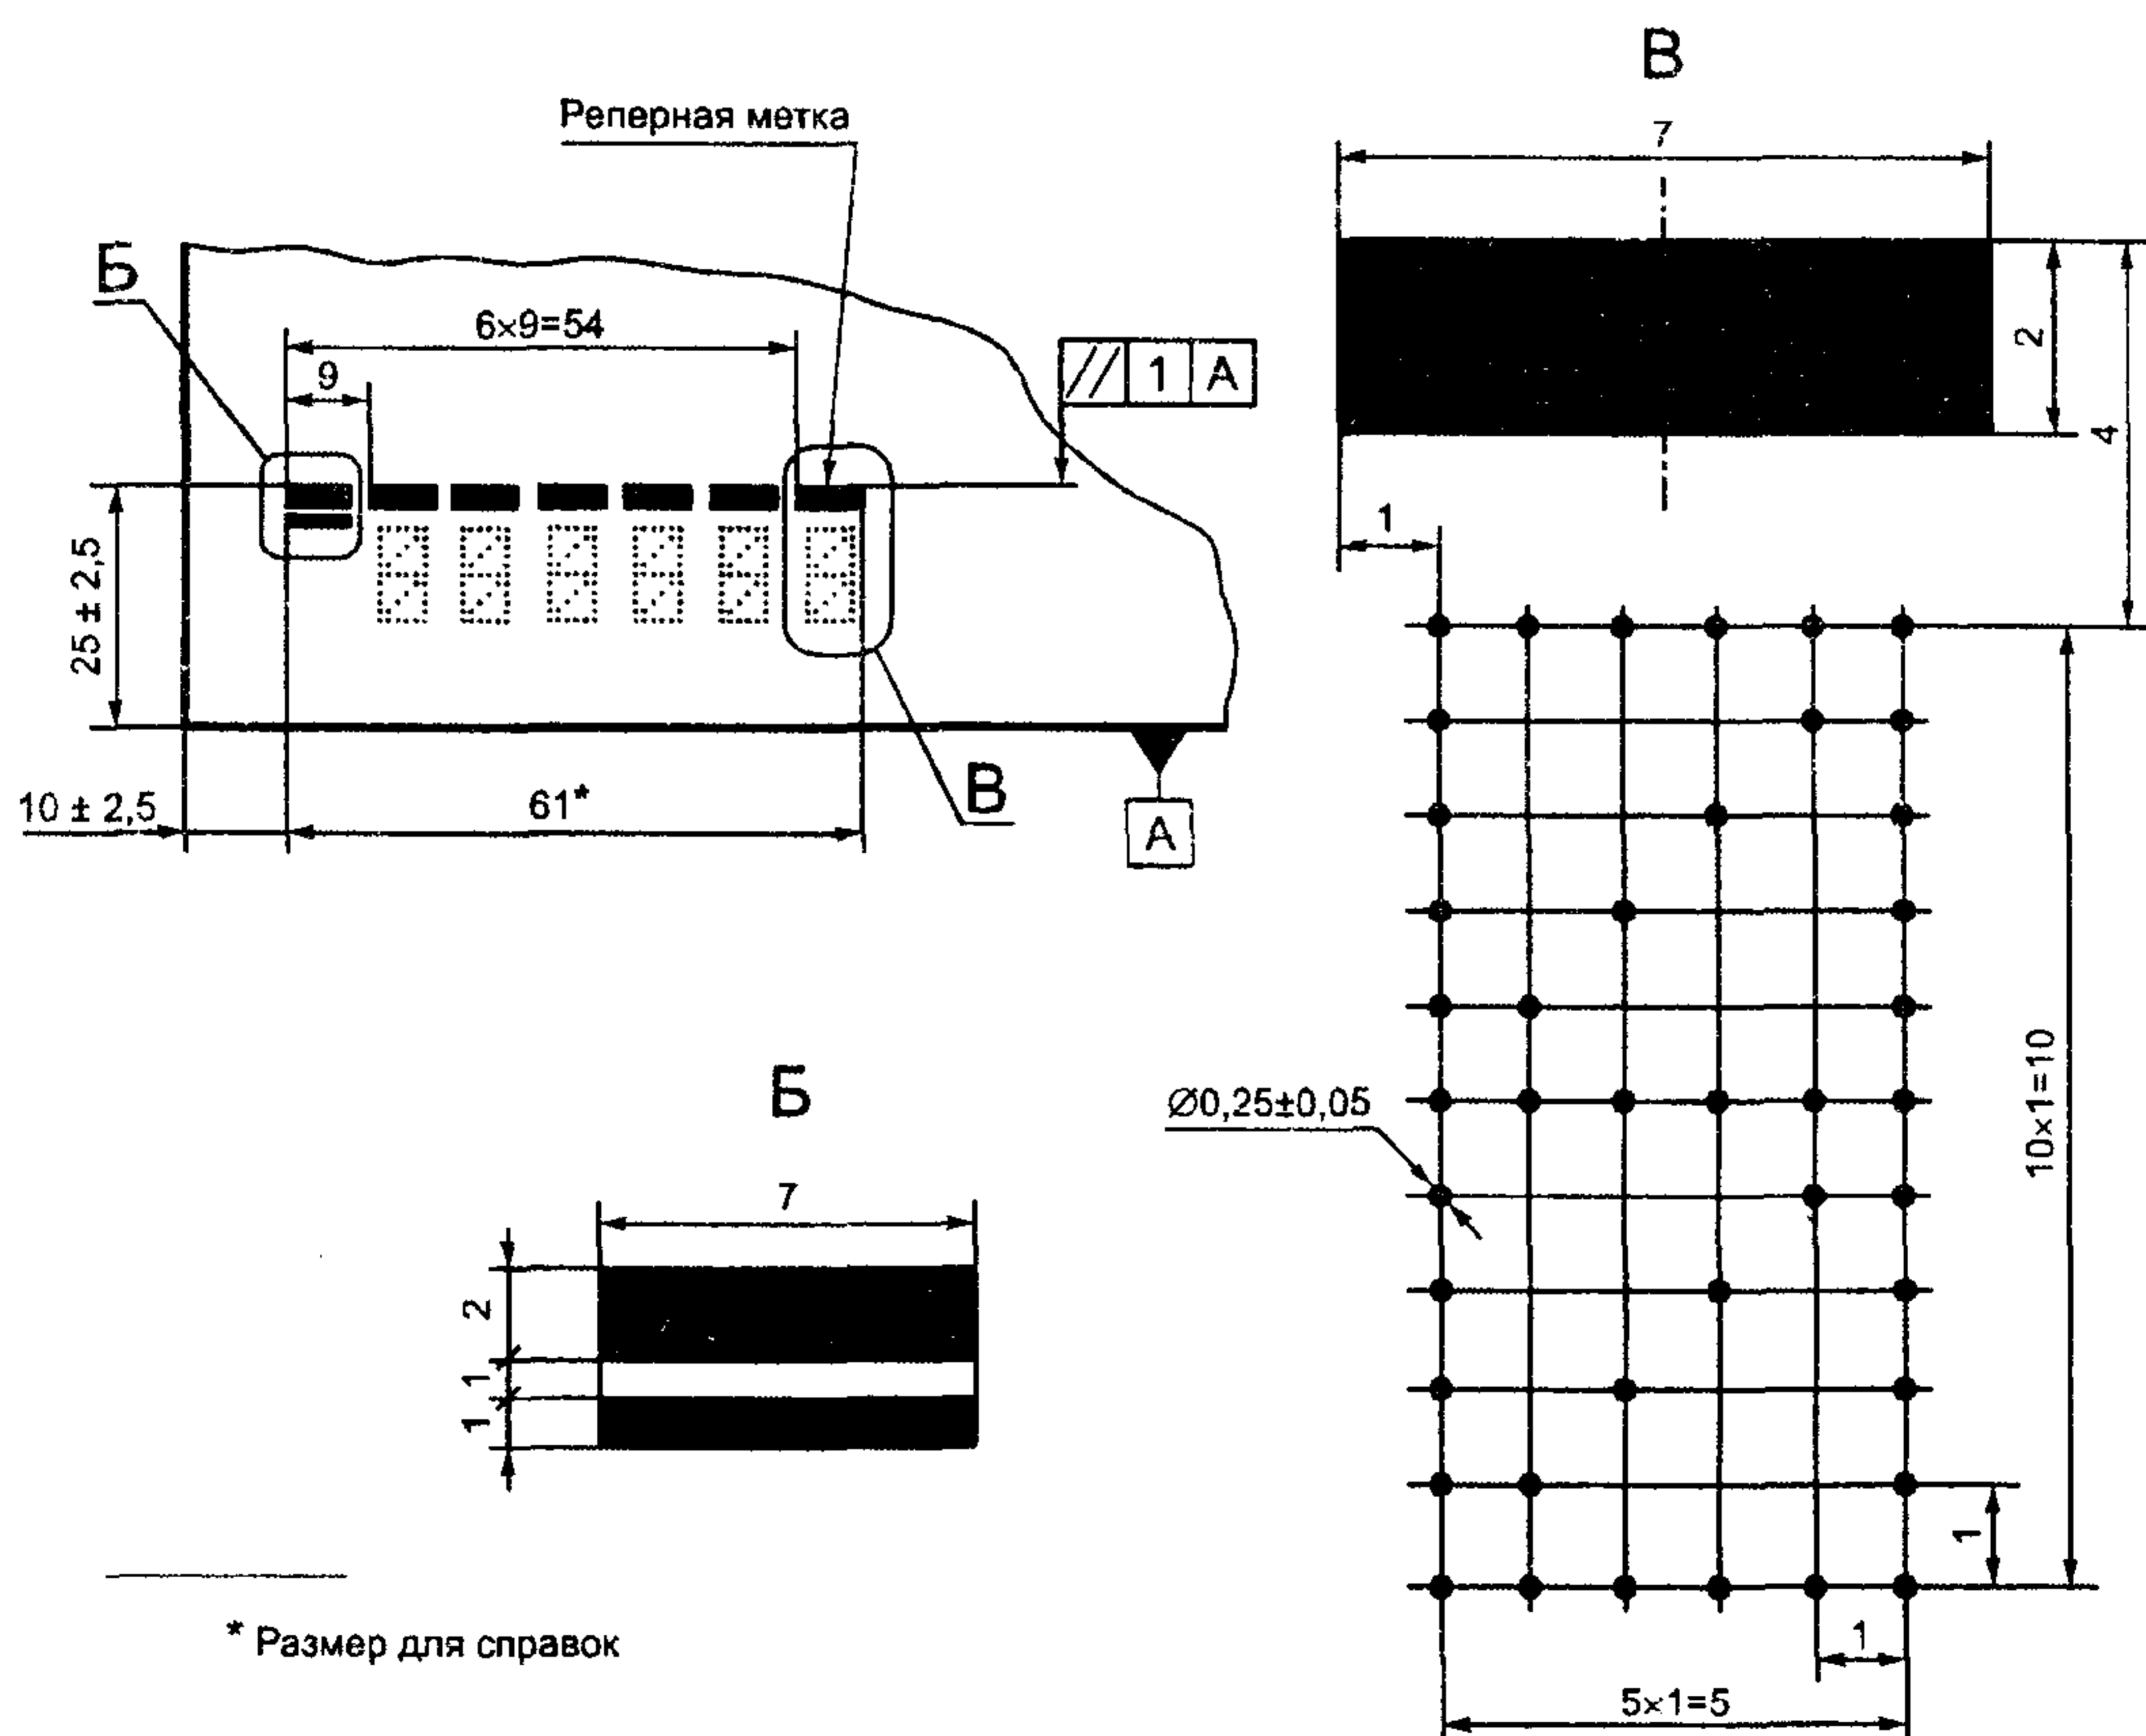 В
7
Реперная метка
Б
6×9=54
9
// 1 А
2
4
1
25 ± 2,5
10 ± 2,5
61*
В
А
Б
7
2
1
1
⌀0,25±0,05
10×1=10
1
1
5×1=5
* Размер для справок